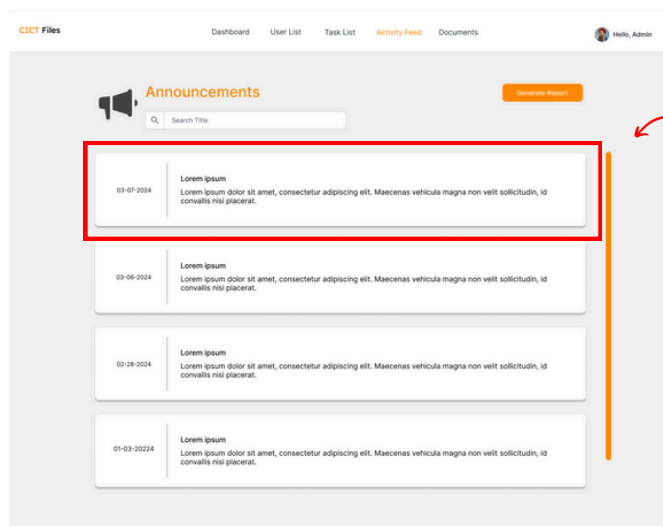 CICT Files
Dashboard User List Task List Activity Feed Documents
Hello, Admin
Announcements
Generate Report
Search Title
03-07-2024
Lorem ipsum
Lorem ipsum dolor sit amet, consectetur adipiscing elit. Maecenas vehicula magna non velit sollicitudin, id
convallis nisi placerat.
03-06-2024
Lorem ipsum
Lorem ipsum dolor sit amet, consectetur adipiscing elit. Maecenas vehicula magna non velit sollicitudin, id
convallis nisi placerat.
02-28-2024
Lorem ipsum
Lorem ipsum dolor sit amet, consectetur adipiscing elit. Maecenas vehicula magna non velit sollicitudin, id
convallis nisi placerat.
01-03-20224
Lorem ipsum
Lorem ipsum dolor sit amet, consectetur adipiscing elit. Maecenas vehicula magna non velit sollicitudin, id
convallis nisi placerat.